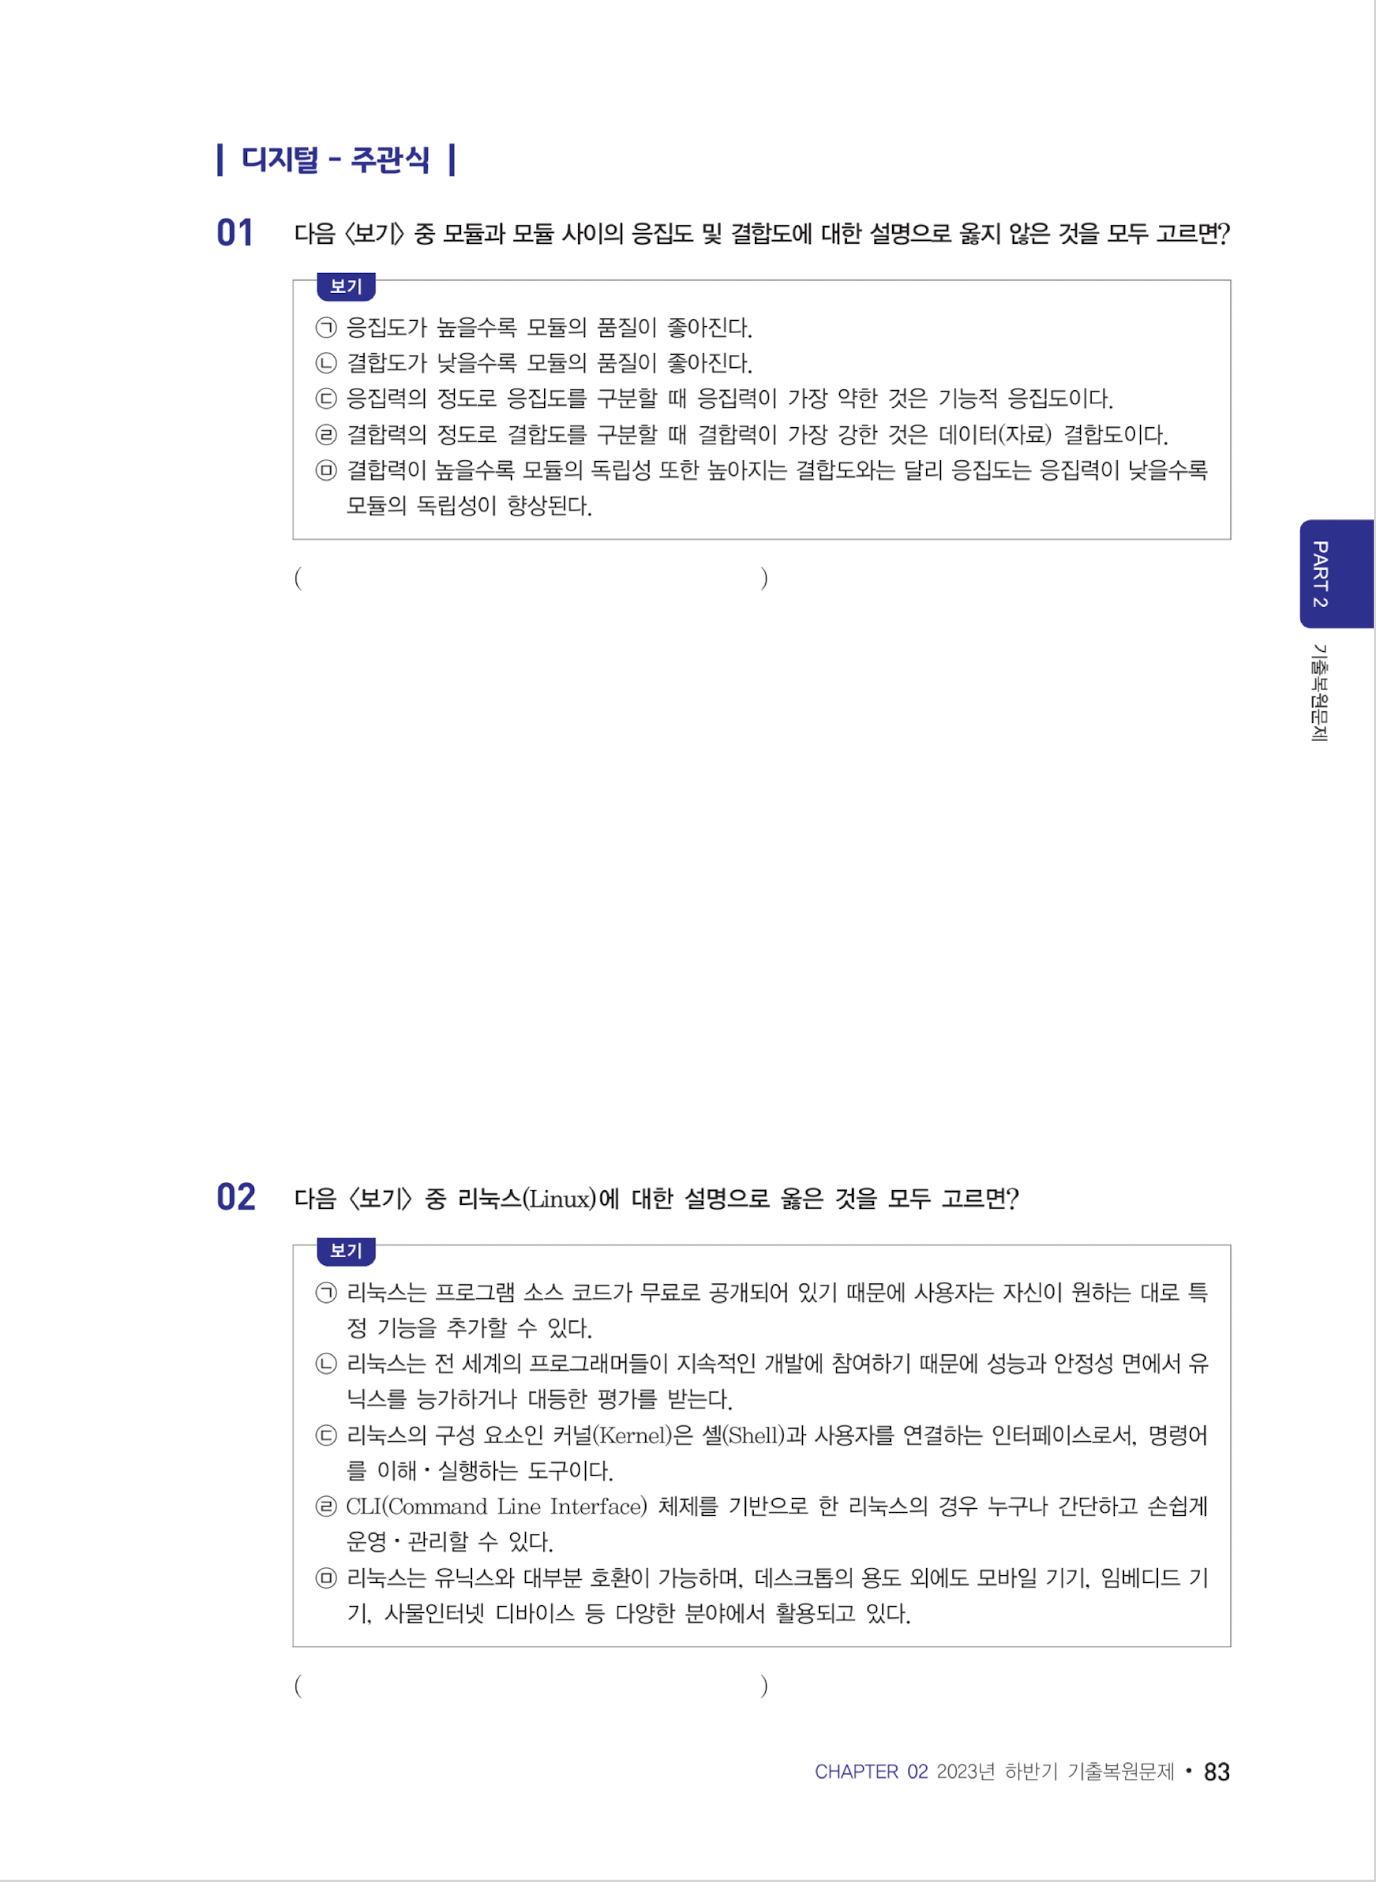 디지털 - 주관식
01 다음 〈보기〉 중 모듈과 모듈 사이의 응집도 및 결합도에 대한 설명으로 옳지 않은 것을 모두 고르면?
보기
㉠ 응집도가 높을수록 모듈의 품질이 좋아진다.
㉡ 결합도가 낮을수록 모듈의 품질이 좋아진다.
㉢ 응집력의 정도로 응집도를 구분할 때 응집력이 가장 약한 것은 기능적 응집도이다.
㉣ 결합력의 정도로 결합도를 구분할 때 결합력이 가장 강한 것은 데이터(자료) 결합도이다.
㉤ 결합력이 높을수록 모듈의 독립성 또한 높아지는 결합도와는 달리 응집도는 응집력이 낮을수록
모듈의 독립성이 향상된다.
( )
PART 2
기출복원문제
02 다음 〈보기〉 중 리눅스(Linux)에 대한 설명으로 옳은 것을 모두 고르면?
보기
㉠ 리눅스는 프로그램 소스 코드가 무료로 공개되어 있기 때문에 사용자는 자신이 원하는 대로 특
정 기능을 추가할 수 있다.
㉡ 리눅스는 전 세계의 프로그래머들이 지속적인 개발에 참여하기 때문에 성능과 안정성 면에서 유
닉스를 능가하거나 대등한 평가를 받는다.
㉢ 리눅스의 구성 요소인 커널(Kernel)은 셸(Shell)과 사용자를 연결하는 인터페이스로서, 명령어
를 이해・실행하는 도구이다.
㉣ CLI(Command Line Interface) 체제를 기반으로 한 리눅스의 경우 누구나 간단하고 손쉽게
운영・관리할 수 있다.
㉤ 리눅스는 유닉스와 대부분 호환이 가능하며, 데스크톱의 용도 외에도 모바일 기기, 임베디드 기
기, 사물인터넷 디바이스 등 다양한 분야에서 활용되고 있다.
( )
CHAPTER 02 2023년 하반기 기출복원문제 • 83